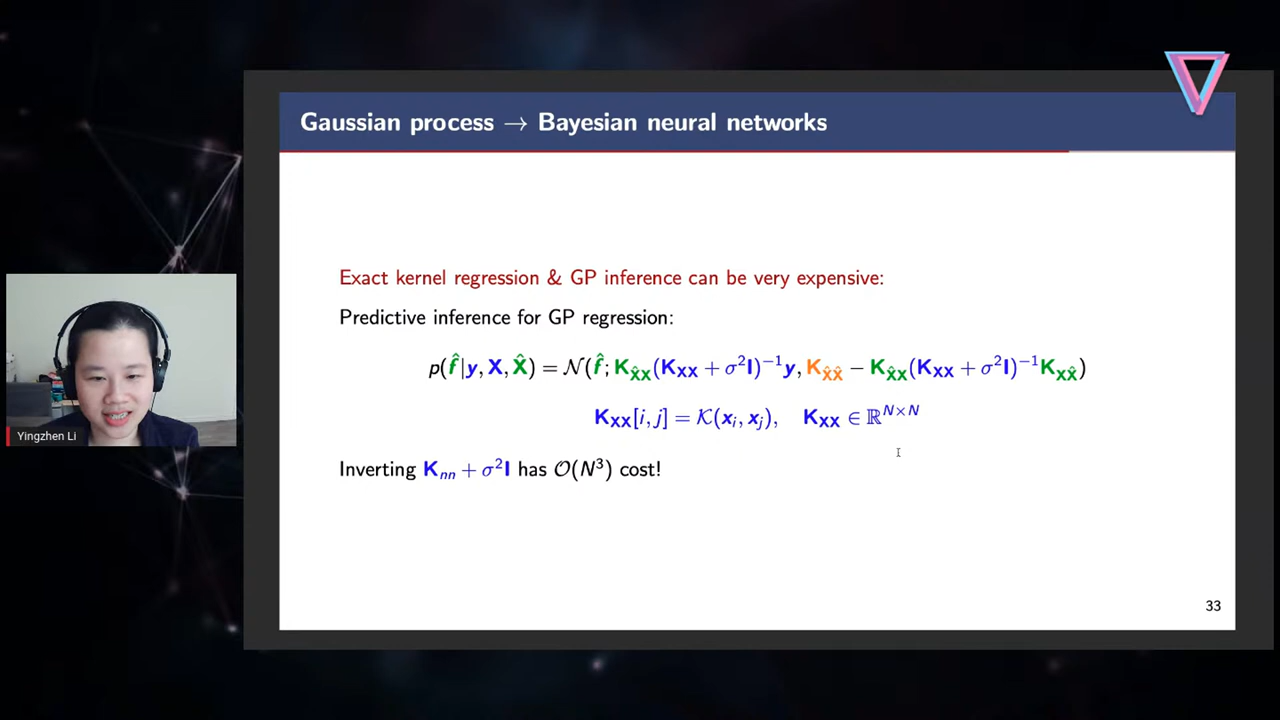 Gaussian process → Bayesian neural networks
Exact kernel regression & GP inference can be very expensive:
Predictive inference for GP regression:
p(f̂|y, X, X̂) = 𝒩(f̂; K_X̂X(K_XX + σ²I)⁻¹y, K_X̂X̂ − K_X̂X(K_XX + σ²I)⁻¹K_XX̂)
K_XX[i, j] = 𝒦(x_i, x_j), K_XX ∈ ℝ^{N×N}
Inverting K_nn + σ²I has 𝒪(N³) cost!
Yingzhen Li
33